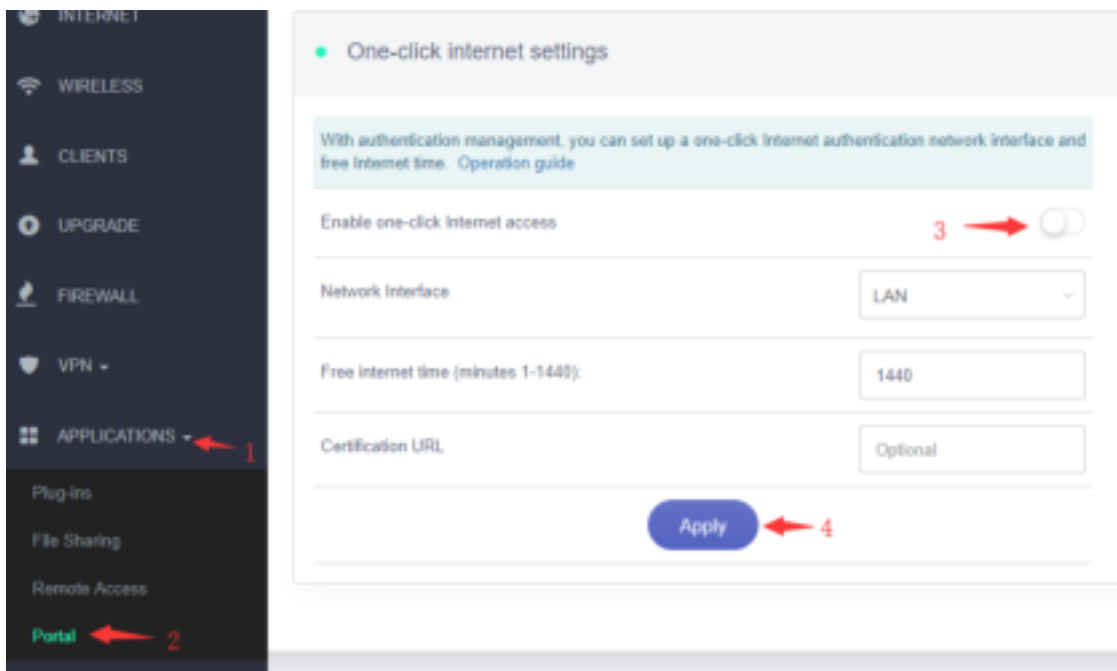 INTERNET
WIRELESS
CLIENTS
UPGRADE
FIREWALL
VPN
APPLICATIONS
1
Plug-ins
File Sharing
Remote Access
Portal
2
One-click internet settings
With authentication management, you can set up a one-click Internet authentication network interface and
free Internet time. Operation guide
Enable one-click Internet access
3
Network Interface
LAN
Free internet time (minutes 1-1440):
1440
Certification URL
Optional
Apply
4